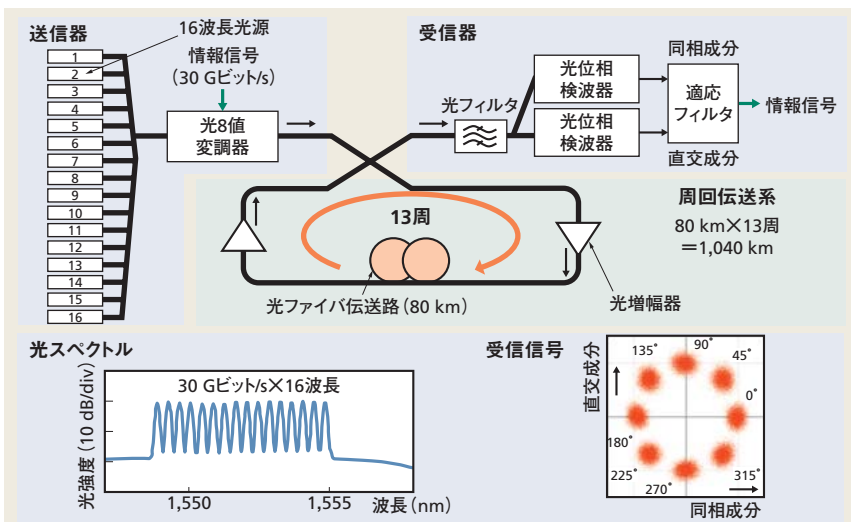 送信器
16波長光源
1
2
3
4
5
6
7
8
9
10
11
12
13
14
15
16
情報信号
(30 Gビット/s)
光8値
変調器
受信器
光フィルタ
光位相
検波器
光位相
検波器
同相成分
直交成分
適応
フィルタ
情報信号
周回伝送系
80 km×13周
=1,040 km
13周
光ファイバ伝送路(80 km)
光増幅器
光スペクトル
光強度(10 dB/div)
30 Gビット/s×16波長
1,550
1,555
波長(nm)
受信信号
直交成分
90°
135°
45°
0°
180°
225°
270°
315°
同相成分